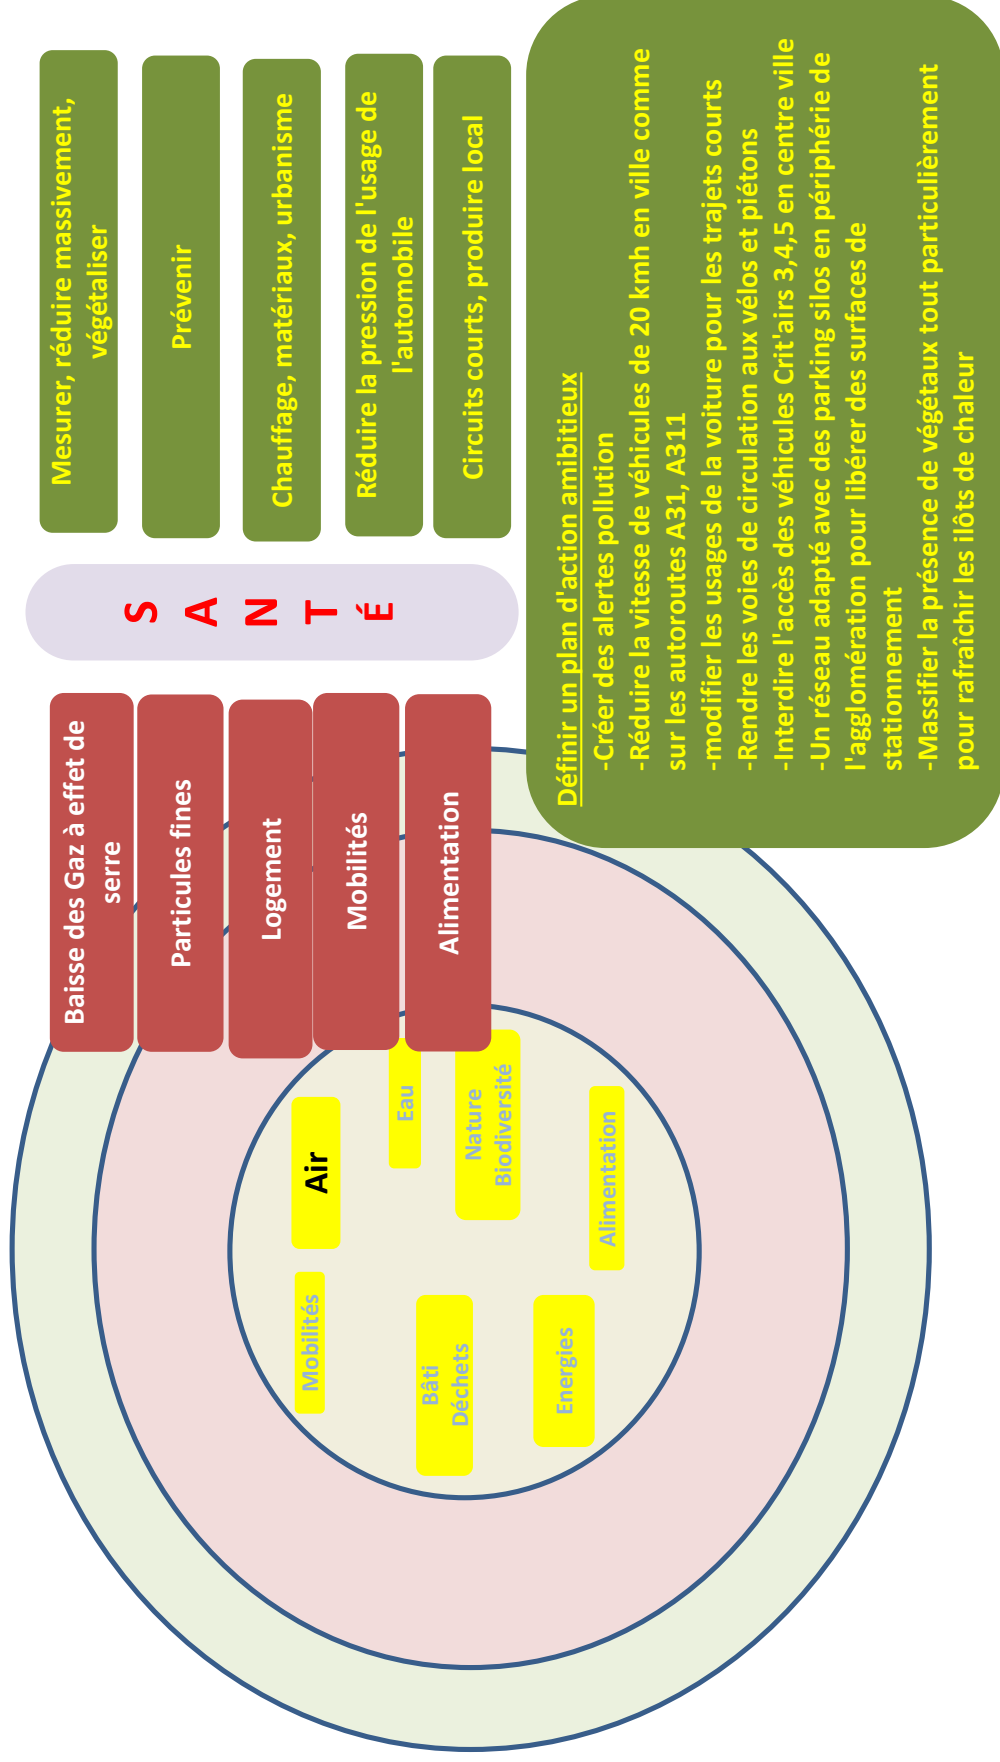 Mobilités
Air
Bâti
Déchets
Eau
Nature
Biodiversité
Energies
Alimentation
Baisse des Gaz à effet de
serre
Particules fines
Logement
Mobilités
Alimentation
S
A
N
T
É
Mesurer, réduire massivement,
végétaliser
Prévenir
Chauffage, matériaux, urbanisme
Réduire la pression de l'usage de
l'automobile
Circuits courts, produire local
Définir un plan d'action amibitieux
-Créer des alertes pollution
-Réduire la vitesse de véhicules de 20 kmh en ville comme
sur les autoroutes A31, A311
-modifier les usages de la voiture pour les trajets courts
-Rendre les voies de circulation aux vélos et piétons
-Interdire l'accès des véhicules Crit'airs 3,4,5 en centre ville
-Un réseau adapté avec des parking silos en périphérie de
l'agglomération pour libérer des surfaces de
stationnement
-Massifier la présence de végétaux tout particulièrement
pour rafraîchir les ilôts de chaleur